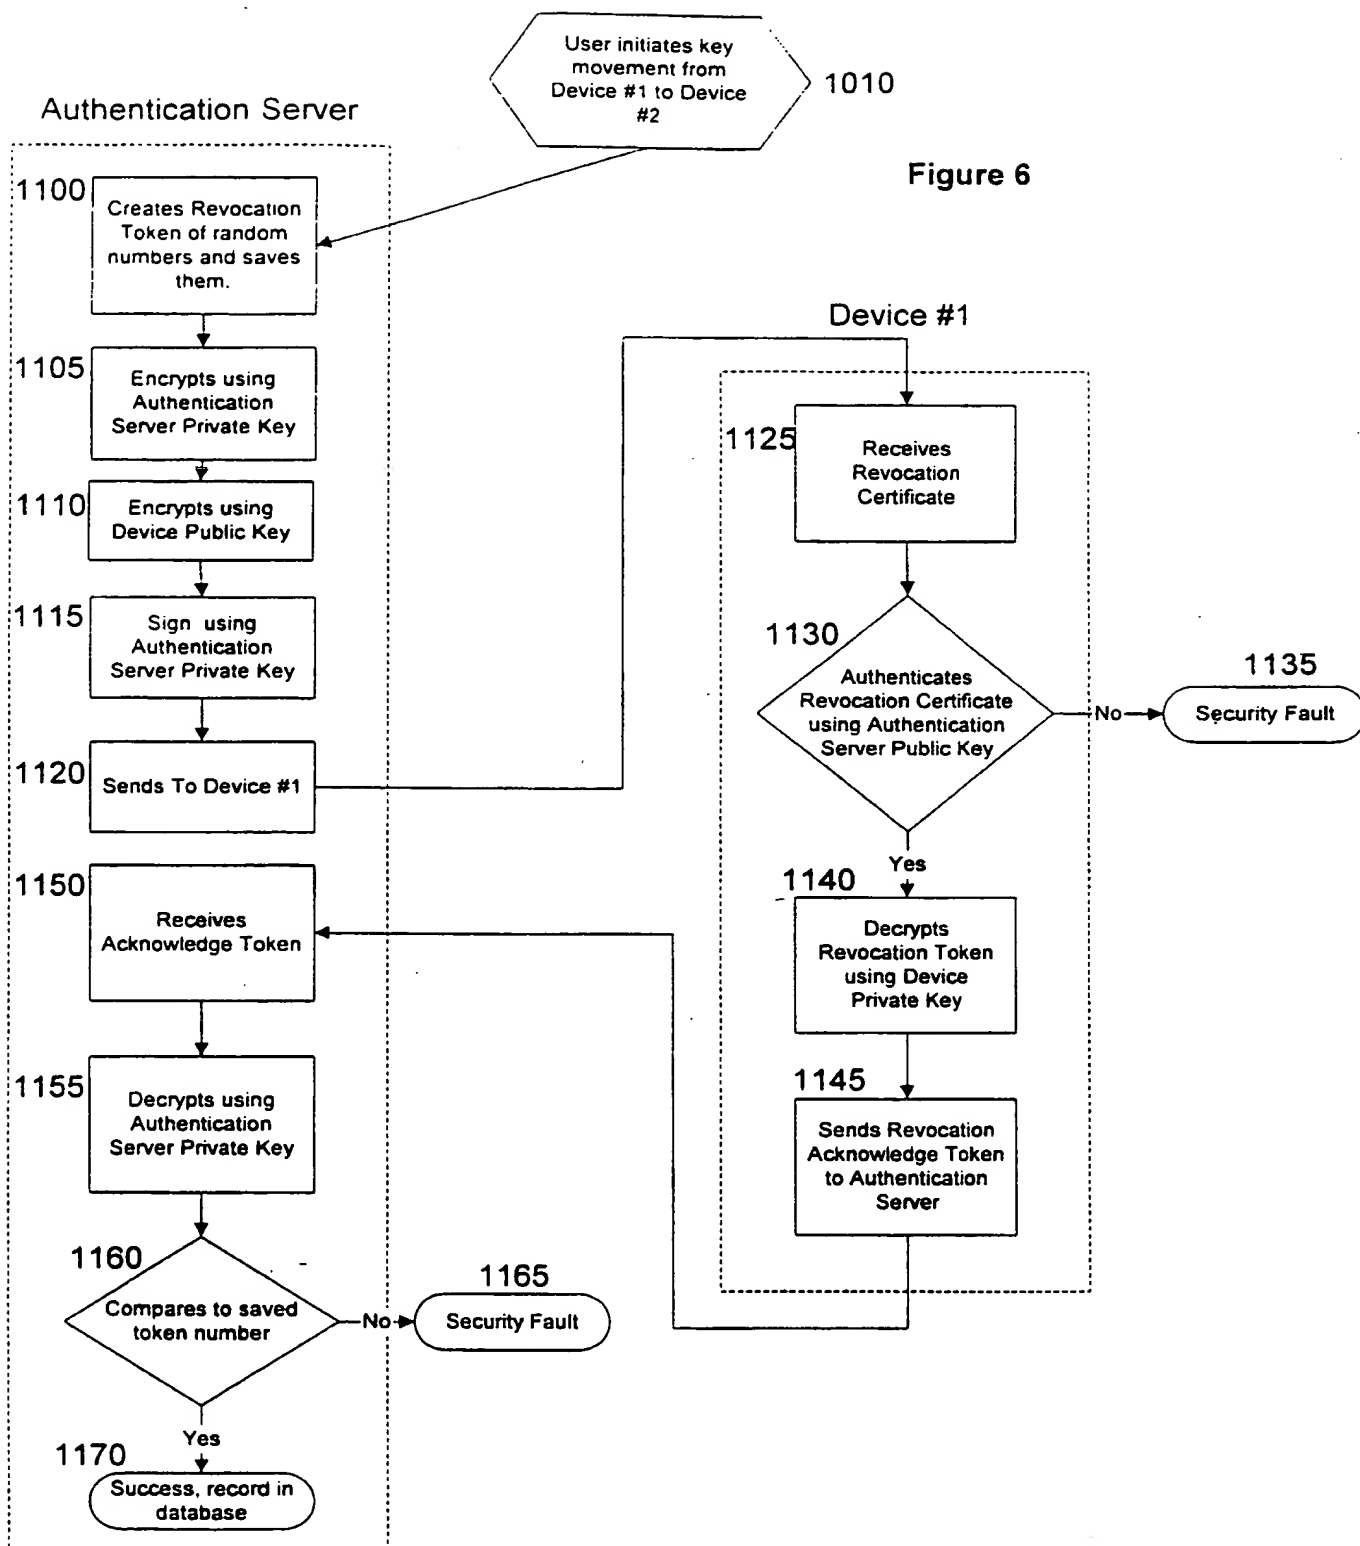 User initiates key
movement from
Device #1 to Device
#2
1010
Authentication Server
Figure 6
1100
Creates Revocation
Token of random
numbers and saves
them.
1105
Encrypts using
Authentication
Server Private Key
1110
Encrypts using
Device Public Key
1115
Sign using
Authentication
Server Private Key
1120
Sends To Device #1
Device #1
1125
Receives
Revocation
Certificate
1130
Authenticates
Revocation Certificate
using Authentication
Server Public Key
No
1135
Security Fault
Yes
1140
Decrypts
Revocation Token
using Device
Private Key
1145
Sends Revocation
Acknowledge Token
to Authentication
Server
1150
Receives
Acknowledge Token
1155
Decrypts using
Authentication
Server Private Key
1160
Compares to saved
token number
No
1165
Security Fault
Yes
1170
Success, record in
database